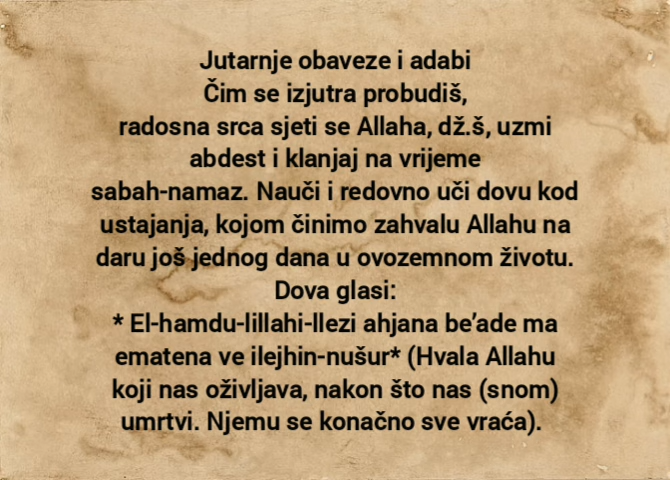 Jutarnje obaveze i adabi
Čim se izjutra probudiš,
radosna srca sjeti se Allaha, dž.š, uzmi
abdest i klanjaj na vrijeme
sabah-namaz. Nauči i redovno uči dovu kod
ustajanja, kojom činimo zahvalu Allahu na
daru još jednog dana u ovozemnom životu.
Dova glasi:
* El-hamdu-lillahi-llezi ahjana be’ade ma
ematena ve ilejhin-nušur* (Hvala Allahu
koji nas oživljava, nakon što nas (snom)
umrtvi. Njemu se konačno sve vraća).